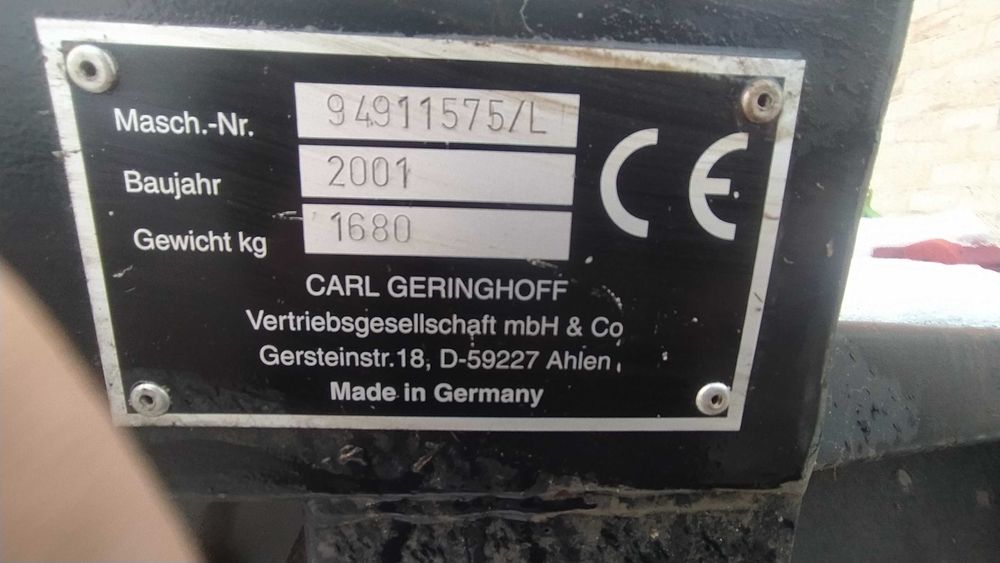 Masch.-Nr. 94911575/L
Baujahr 2001
Gewicht kg 1680
CE
CARL GERINGHOFF
Vertriebsgesellschaft mbH & Co
Gersteinstr.18, D-59227 Ahlen
Made in Germany